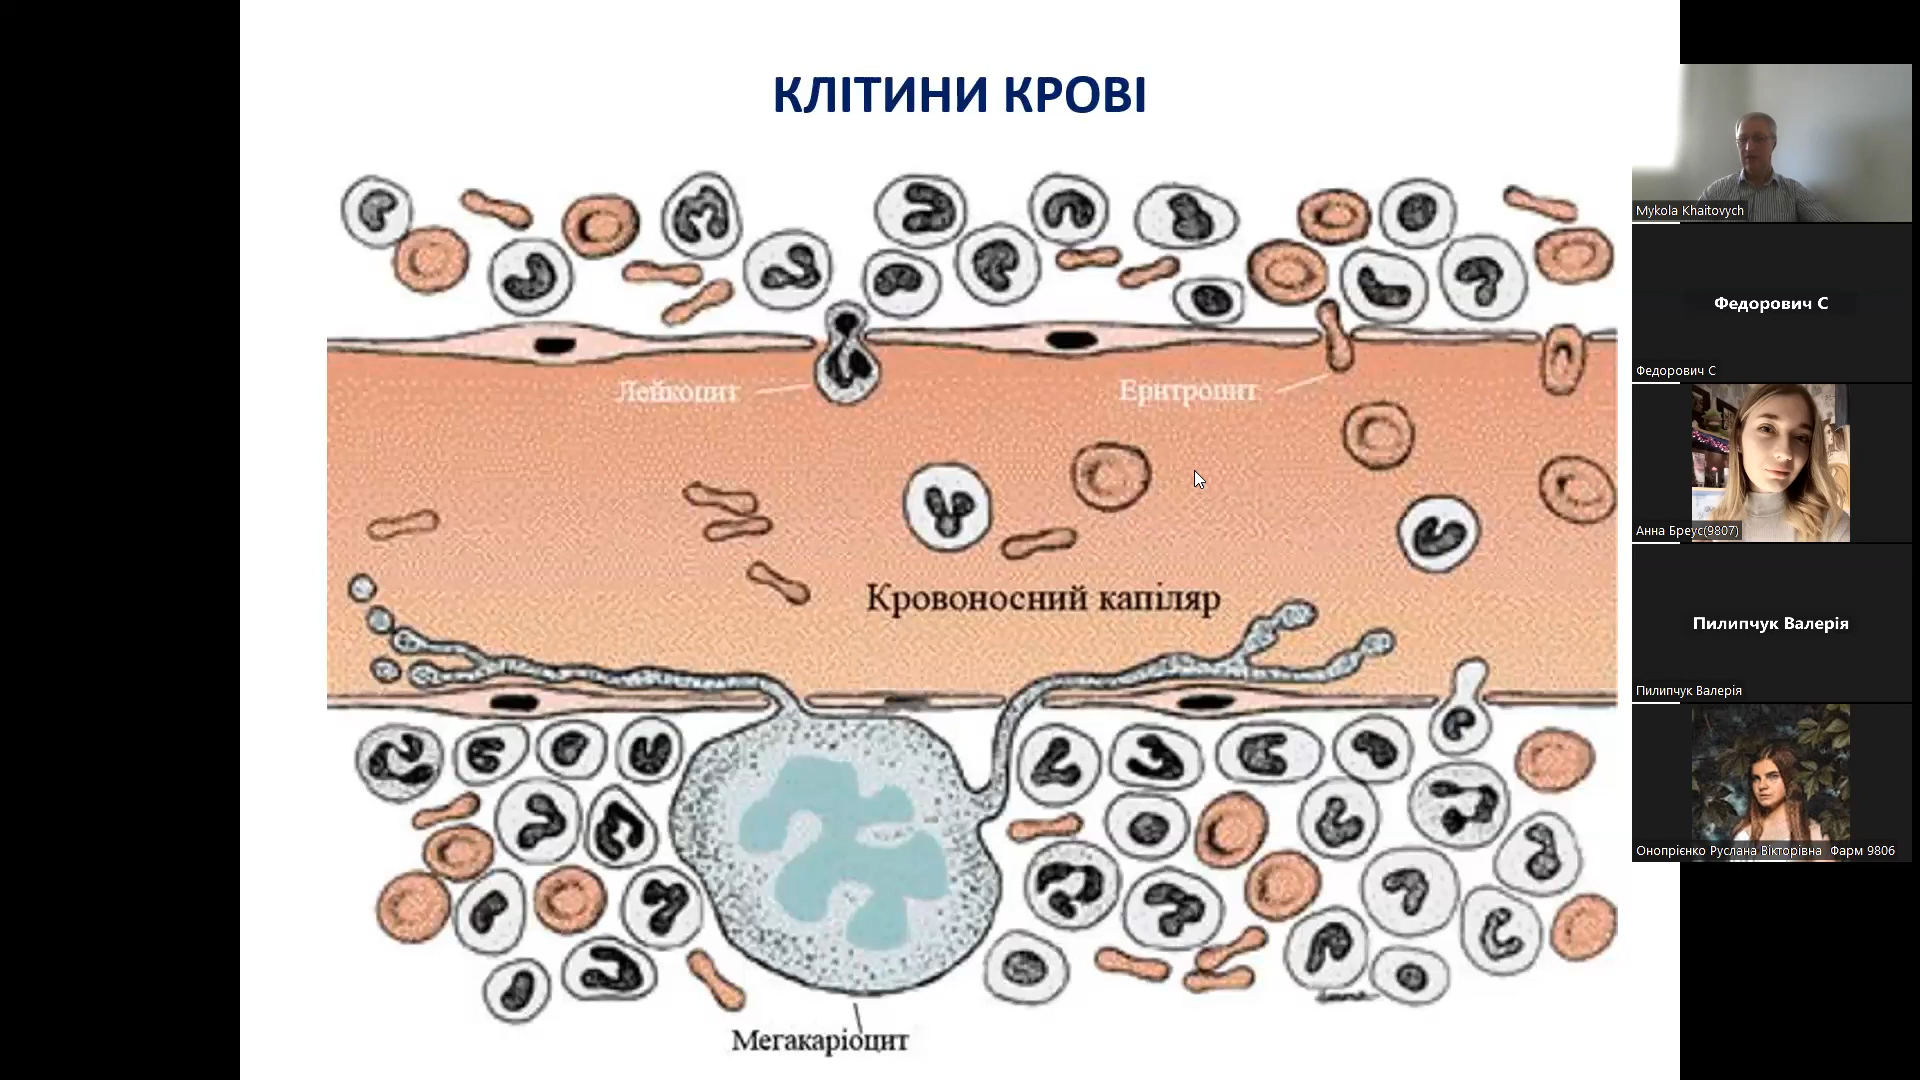 КЛІТИНИ КРОВІ
Лейкоцит
Еритроцит
Кровоносний капіляр
Мегакаріоцит
Mykola Khaitovych
Федорович С
Федорович С
Анна Бреус(9807)
Пилипчук Валерія
Пилипчук Валерія
Онопрієнко Руслана Вікторівна Фарм 9806